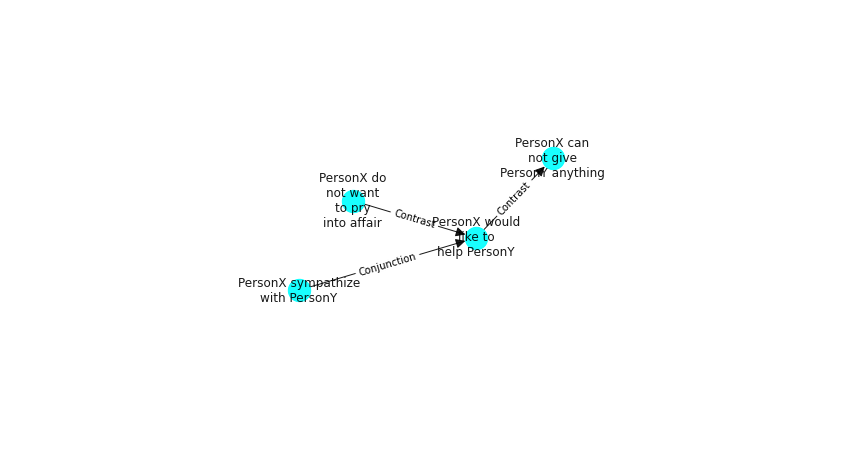 PersonX can
not give
PersonY anything
PersonX do
not want
to pry
into affair
Contrast
Contrast
PersonX would
like to
help PersonY
Conjunction
PersonX sympathize
with PersonY